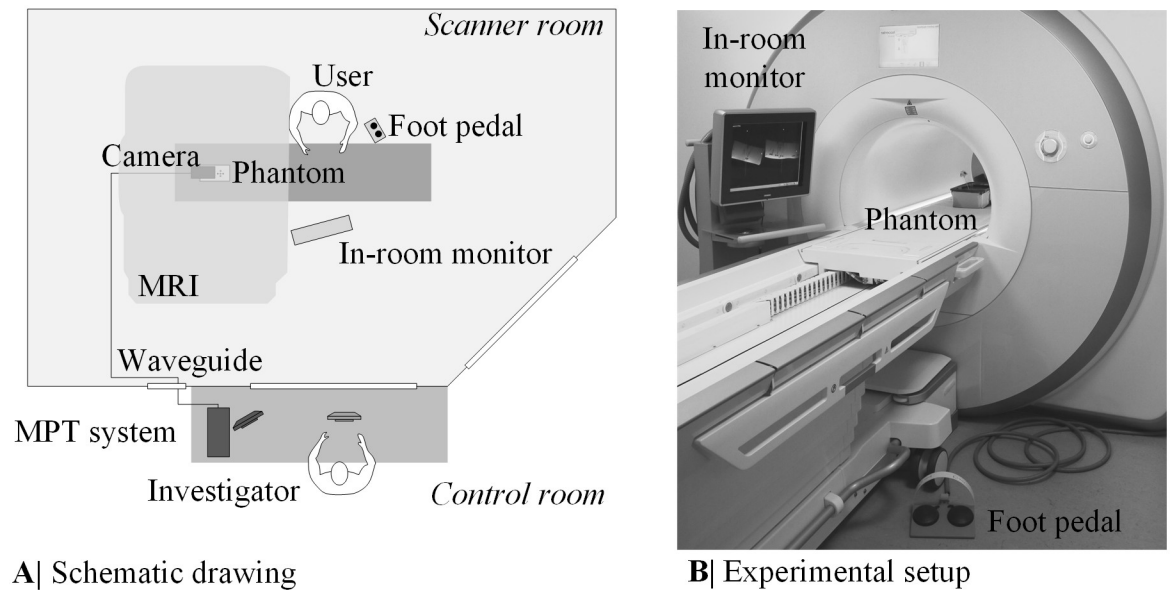 Scanner room
User
Foot pedal
Camera
Phantom
In-room monitor
MRI
Waveguide
MPT system
Investigator
Control room
A| Schematic drawing
In-room
monitor
Phantom
Foot pedal
B| Experimental setup